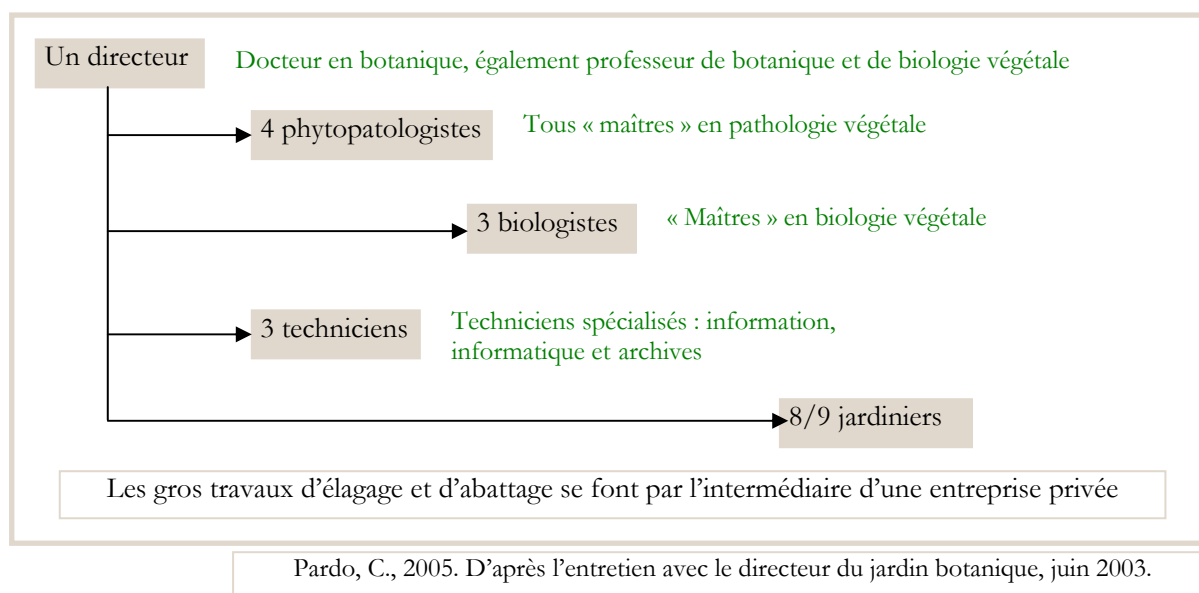 Un directeur
Docteur en botanique, également professeur de botanique et de biologie végétale
4 phytopatologistes
Tous « maîtres » en pathologie végétale
3 biologistes
« Maîtres » en biologie végétale
3 techniciens
Techniciens spécialisés : information,
informatique et archives
8/9 jardiniers
Les gros travaux d'élagage et d'abattage se font par l'intermédiaire d'une entreprise privée
Pardo, C., 2005. D'après l'entretien avec le directeur du jardin botanique, juin 2003.